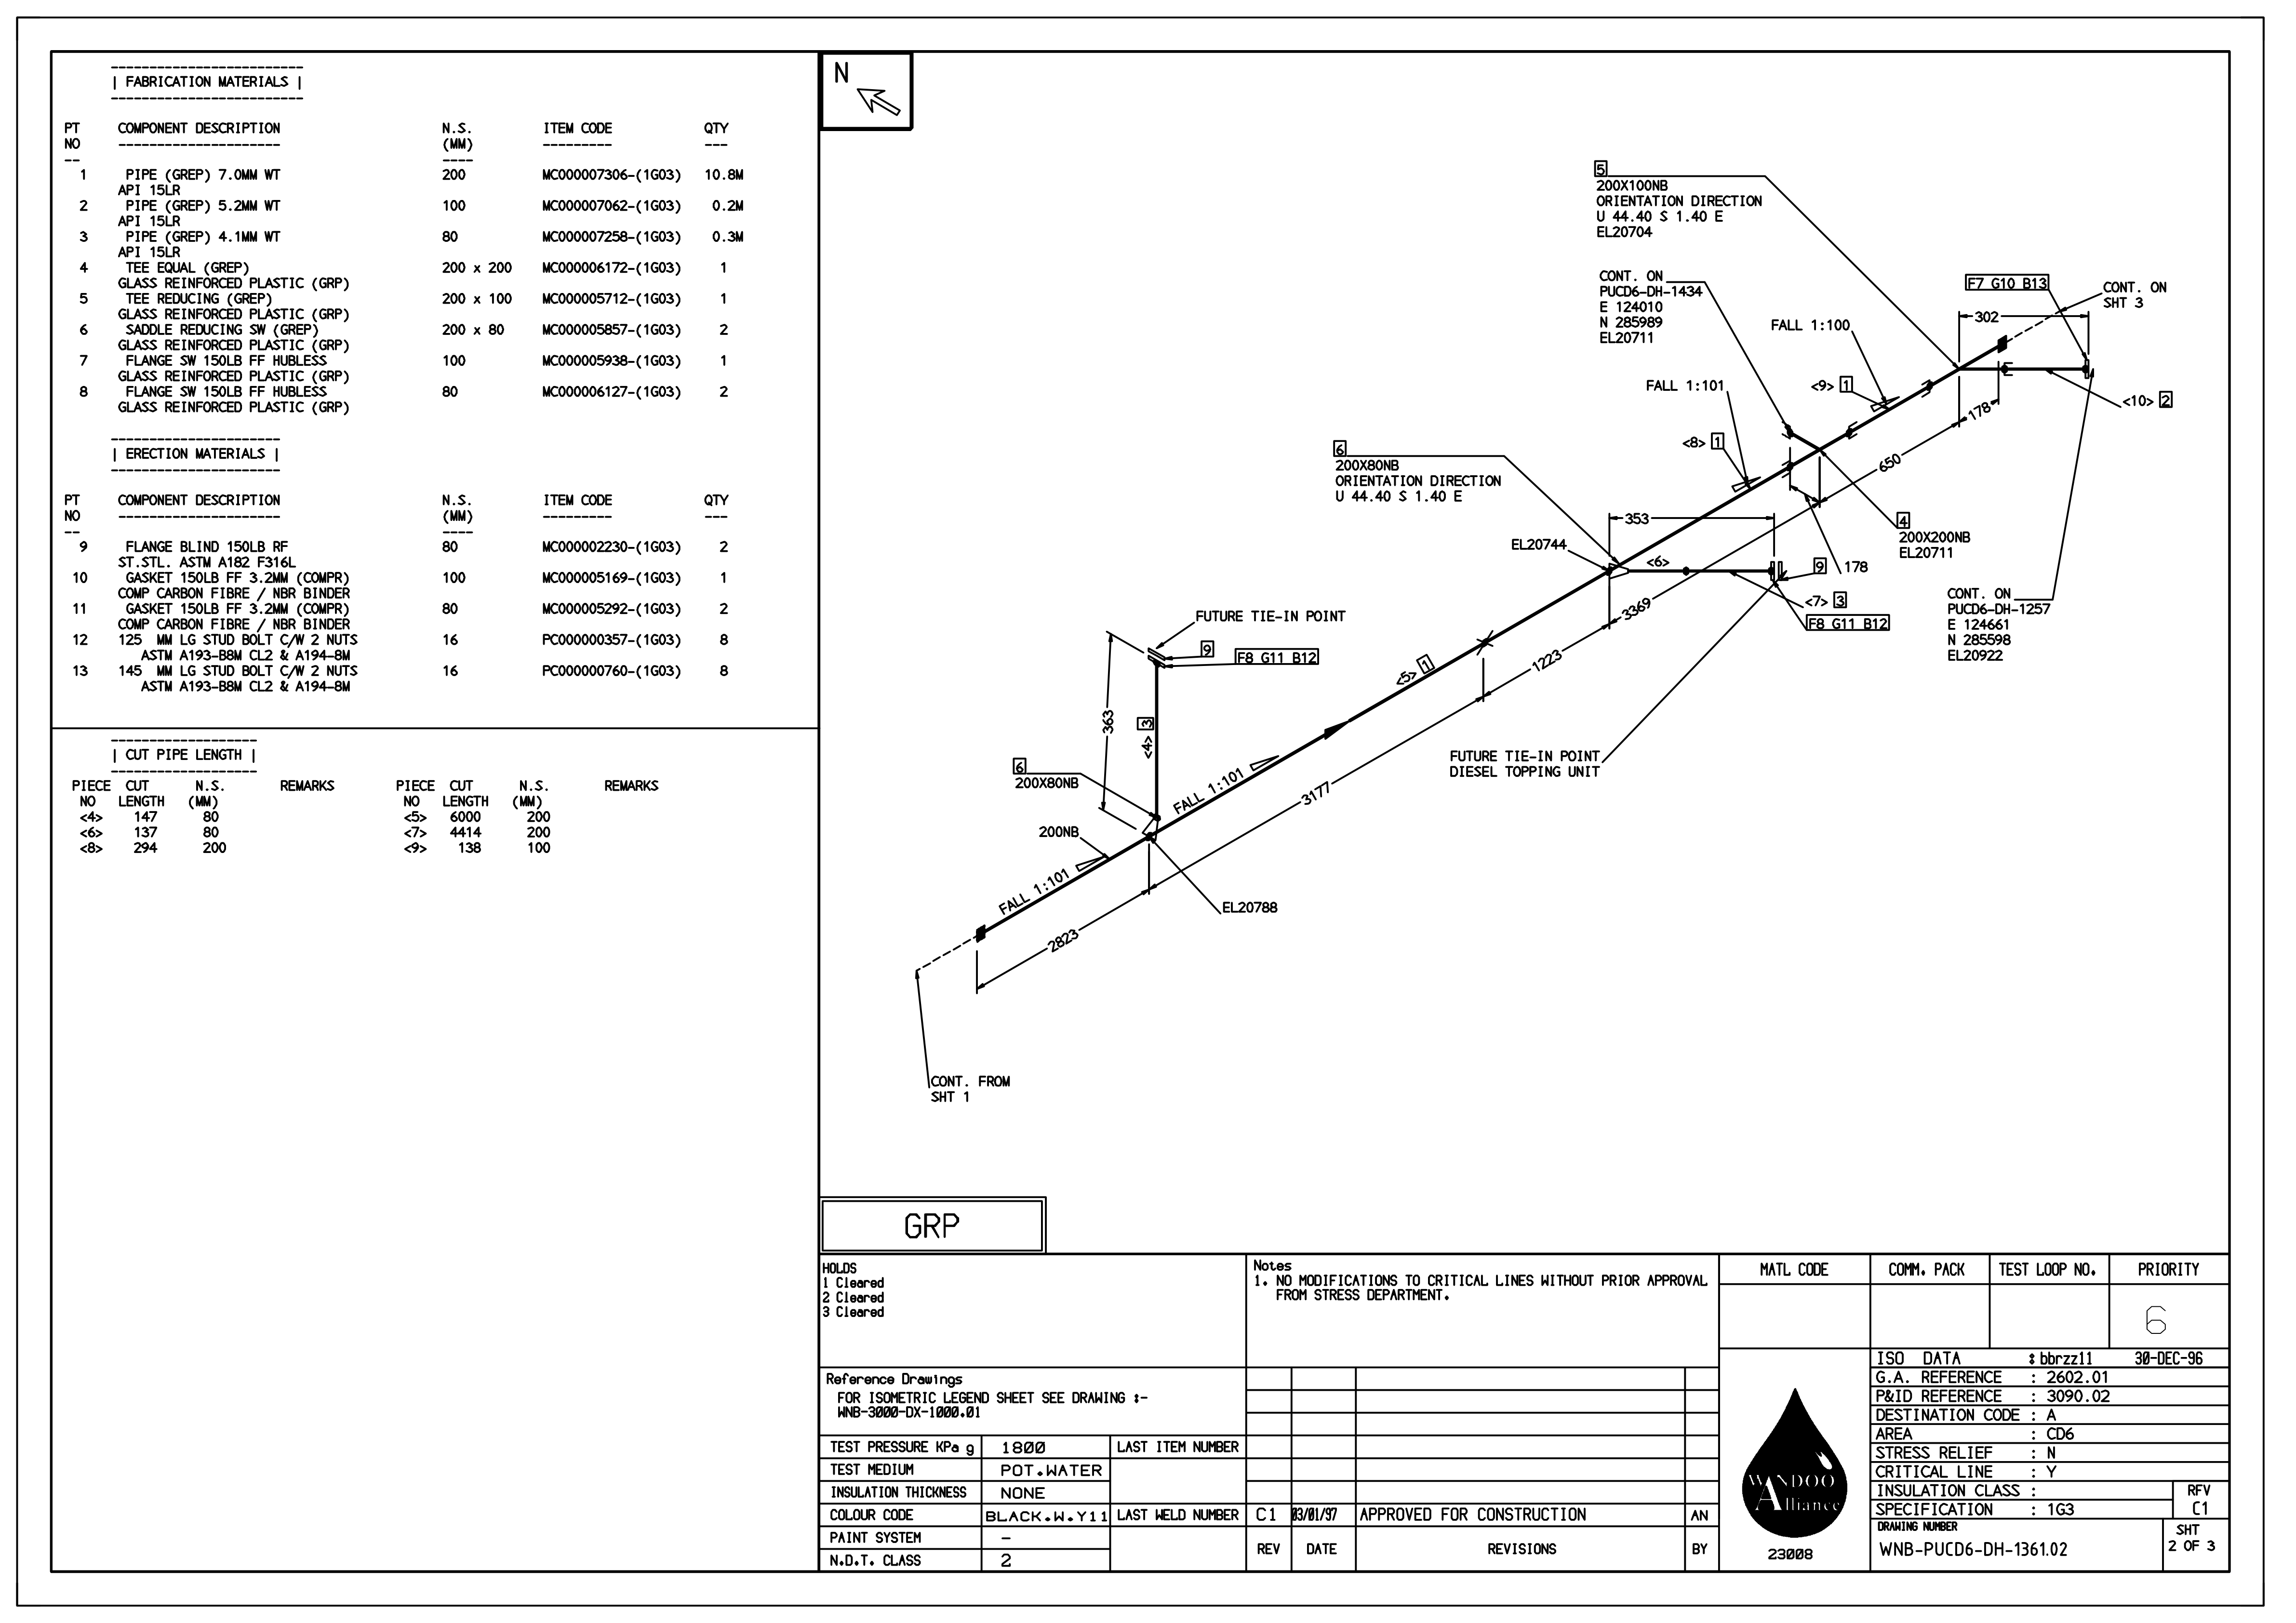 | FABRICATION MATERIALS |
PT NO COMPONENT DESCRIPTION N.S. (MM) ITEM CODE QTY
1 PIPE (GREP) 7.0MM WT 200 MC000007306-(1G03) 10.8M
API 15LR
2 PIPE (GREP) 5.2MM WT 100 MC000007062-(1G03) 0.2M
API 15LR
3 PIPE (GREP) 4.1MM WT 80 MC000007258-(1G03) 0.3M
API 15LR
4 TEE EQUAL (GREP) 200 x 200 MC000006172-(1G03) 1
GLASS REINFORCED PLASTIC (GRP)
5 TEE REDUCING (GREP) 200 x 100 MC000005712-(1G03) 1
GLASS REINFORCED PLASTIC (GRP)
6 SADDLE REDUCING SW (GREP) 200 x 80 MC000005857-(1G03) 2
GLASS REINFORCED PLASTIC (GRP)
7 FLANGE SW 150LB FF HUBLESS 100 MC000005938-(1G03) 1
GLASS REINFORCED PLASTIC (GRP)
8 FLANGE SW 150LB FF HUBLESS 80 MC000006127-(1G03) 2
GLASS REINFORCED PLASTIC (GRP)
| ERECTION MATERIALS |
PT NO COMPONENT DESCRIPTION N.S. (MM) ITEM CODE QTY
9 FLANGE BLIND 150LB RF 80 MC000002230-(1G03) 2
ST.STL. ASTM A182 F316L
10 GASKET 150LB FF 3.2MM (COMPR) 100 MC000005169-(1G03) 1
COMP CARBON FIBRE / NBR BINDER
11 GASKET 150LB FF 3.2MM (COMPR) 80 MC000005292-(1G03) 2
COMP CARBON FIBRE / NBR BINDER
12 125 MM LG STUD BOLT C/W 2 NUTS 16 PC000000357-(1G03) 8
ASTM A193-B8M CL2 & A194-8M
13 145 MM LG STUD BOLT C/W 2 NUTS 16 PC000000760-(1G03) 8
ASTM A193-B8M CL2 & A194-8M
| CUT PIPE LENGTH |
PIECE CUT N.S. REMARKS PIECE CUT N.S. REMARKS
NO LENGTH (MM) NO LENGTH (MM)
<4> 147 80 <5> 6000 200
<6> 137 80 <7> 4414 200
<8> 294 200 <9> 138 100
N
5
200X100NB
ORIENTATION DIRECTION
U 44.40 S 1.40 E
EL20704
CONT. ON
PUCD6-DH-1434
E 124010
N 285989
EL20711
F7 G10 B13
CONT. ON
SHT 3
302
FALL 1:100
<9> 1
FALL 1:101
<10> 2
178
<8> 1
650
6
200X80NB
ORIENTATION DIRECTION
U 44.40 S 1.40 E
353
4
200X200NB
EL20711
EL20744
<6>
9
178
<7> 3
F8 G11 B12
3369
CONT. ON
PUCD6-DH-1257
E 124661
N 285598
EL20922
FUTURE TIE-IN POINT
9
F8 G11 B12
1223
<5> 1
363
<4> 3
FUTURE TIE-IN POINT
DIESEL TOPPING UNIT
6
200X80NB
FALL 1:101
3177
200NB
FALL 1:101
EL20788
2823
CONT. FROM
SHT 1
GRP
HOLDS
1 Cleared
2 Cleared
3 Cleared
Notes
1. NO MODIFICATIONS TO CRITICAL LINES WITHOUT PRIOR APPROVAL
FROM STRESS DEPARTMENT.
Reference Drawings
FOR ISOMETRIC LEGEND SHEET SEE DRAWING :-
WNB-3000-DX-1000.01
TEST PRESSURE KPa g 1800 LAST ITEM NUMBER
TEST MEDIUM POT.WATER
INSULATION THICKNESS NONE
COLOUR CODE BLACK.W.Y11 LAST WELD NUMBER
PAINT SYSTEM -
N.D.T. CLASS 2
C1 03/01/97 APPROVED FOR CONSTRUCTION AN
REV DATE REVISIONS BY
MATL CODE COMM. PACK TEST LOOP NO. PRIORITY
6
WANDOO
Alliance
23008
ISO DATA : bbrzz11 30-DEC-96
G.A. REFERENCE : 2602.01
P&ID REFERENCE : 3090.02
DESTINATION CODE : A
AREA : CD6
STRESS RELIEF : N
CRITICAL LINE : Y
INSULATION CLASS :
SPECIFICATION : 1G3
RFV
C1
DRAWING NUMBER
WNB-PUCD6-DH-1361.02
SHT
2 OF 3